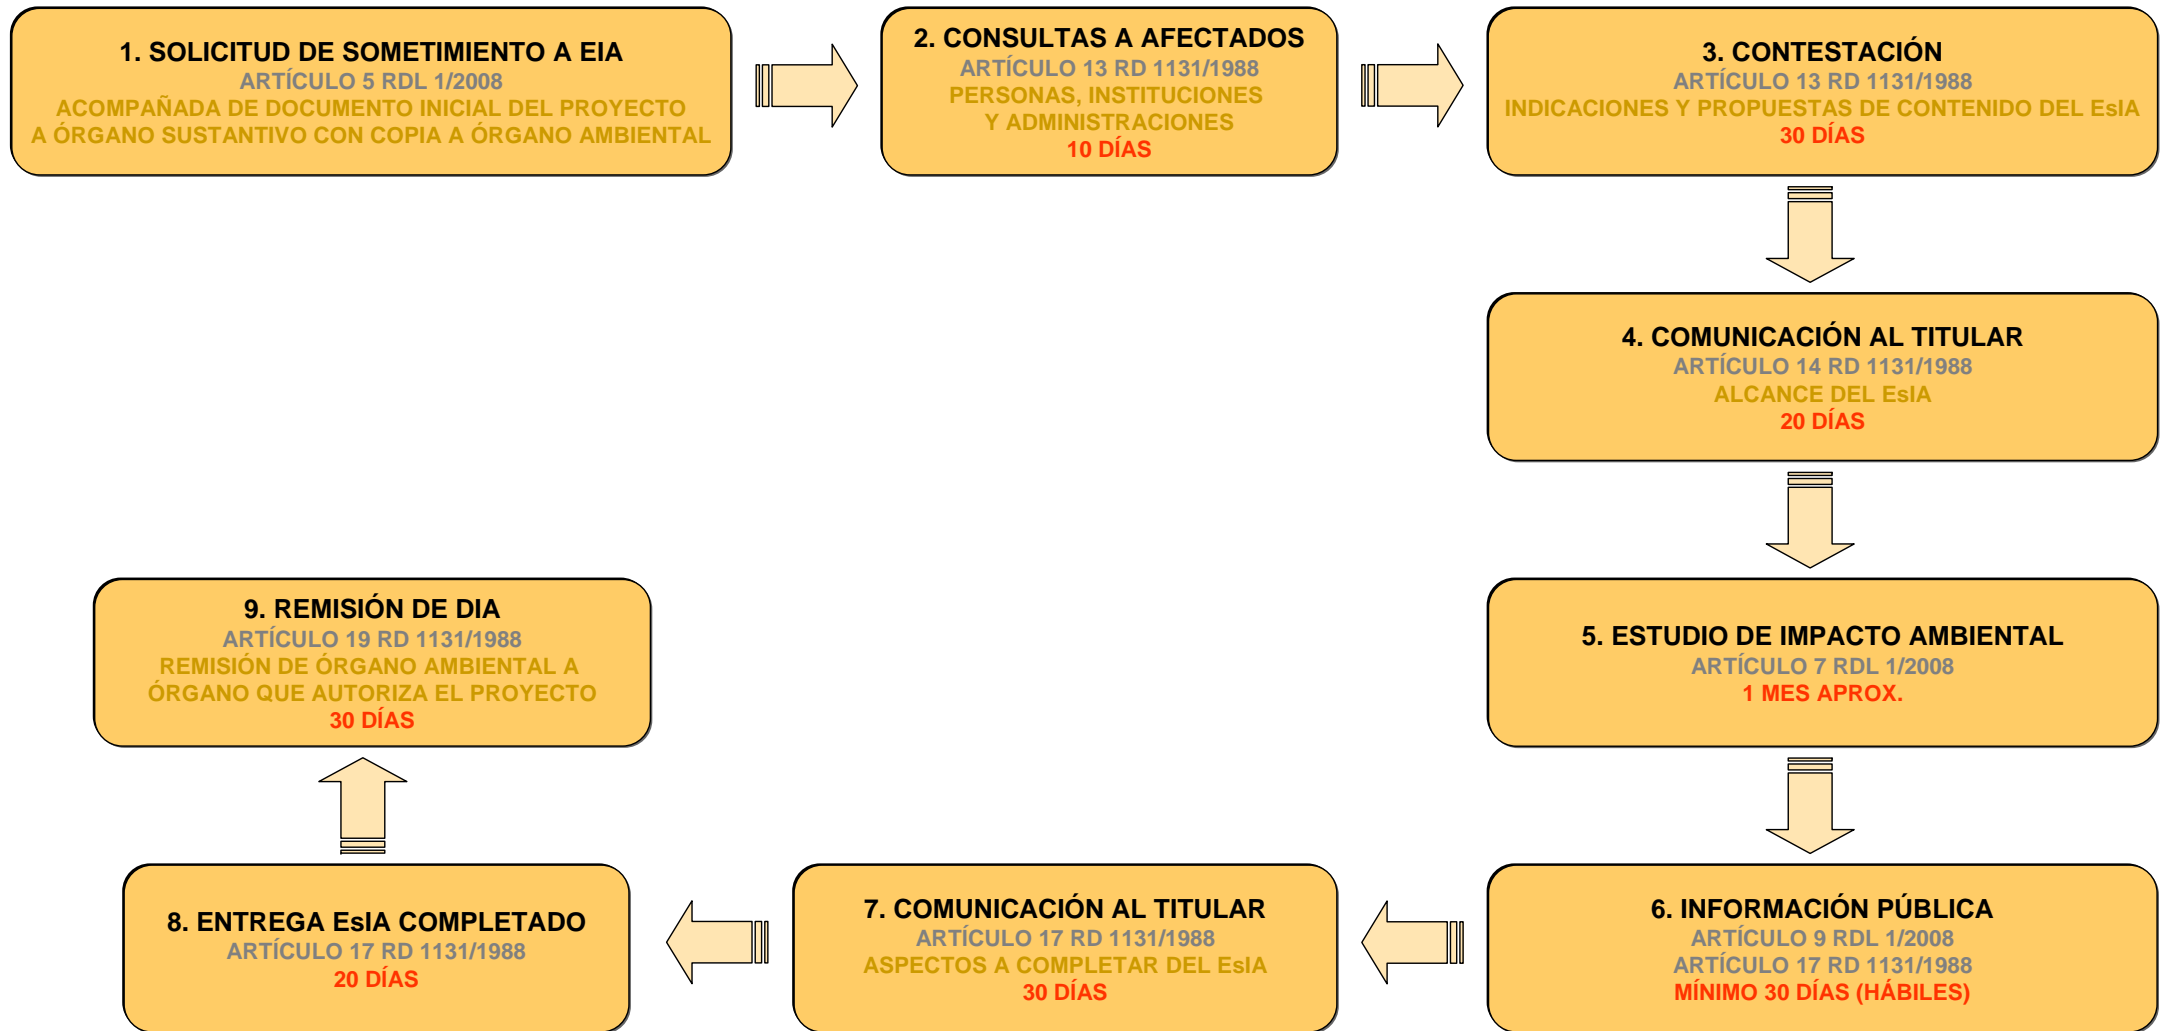 1. SOLICITUD DE SOMETIMIENTO A EIA
ARTÍCULO 5 RDL 1/2008
ACOMPAÑADA DE DOCUMENTO INICIAL DEL PROYECTO
A ÓRGANO SUSTANTIVO CON COPIA A ÓRGANO AMBIENTAL
2. CONSULTAS A AFECTADOS
ARTÍCULO 13 RD 1131/1988
PERSONAS, INSTITUCIONES
Y ADMINISTRACIONES
10 DÍAS
3. CONTESTACIÓN
ARTÍCULO 13 RD 1131/1988
INDICACIONES Y PROPUESTAS DE CONTENIDO DEL EsIA
30 DÍAS
4. COMUNICACIÓN AL TITULAR
ARTÍCULO 14 RD 1131/1988
ALCANCE DEL EsIA
20 DÍAS
5. ESTUDIO DE IMPACTO AMBIENTAL
ARTÍCULO 7 RDL 1/2008
1 MES APROX.
6. INFORMACIÓN PÚBLICA
ARTÍCULO 9 RDL 1/2008
ARTÍCULO 17 RD 1131/1988
MÍNIMO 30 DÍAS (HÁBILES)
7. COMUNICACIÓN AL TITULAR
ARTÍCULO 17 RD 1131/1988
ASPECTOS A COMPLETAR DEL EsIA
30 DÍAS
8. ENTREGA EsIA COMPLETADO
ARTÍCULO 17 RD 1131/1988
20 DÍAS
9. REMISIÓN DE DIA
ARTÍCULO 19 RD 1131/1988
REMISIÓN DE ÓRGANO AMBIENTAL A
ÓRGANO QUE AUTORIZA EL PROYECTO
30 DÍAS